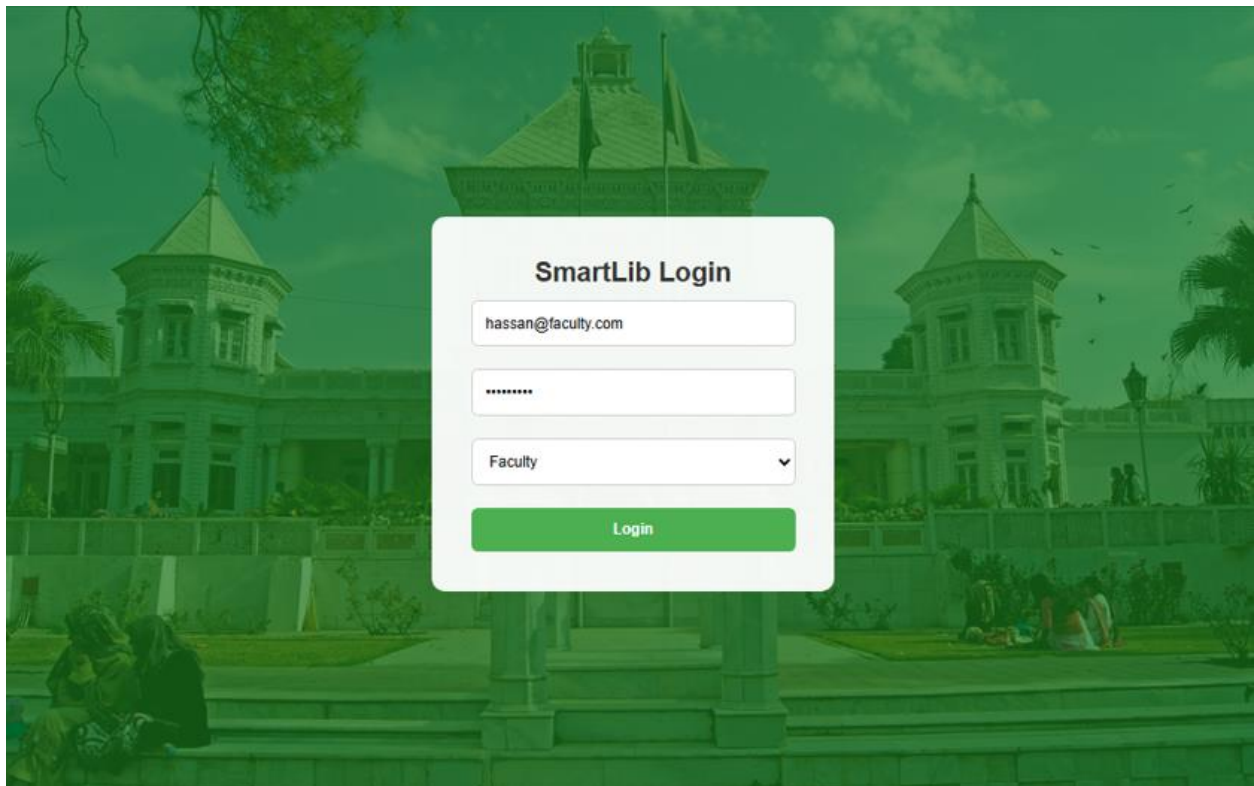 SmartLib Login
hassan@faculty.com
•••••••••
Faculty
Login